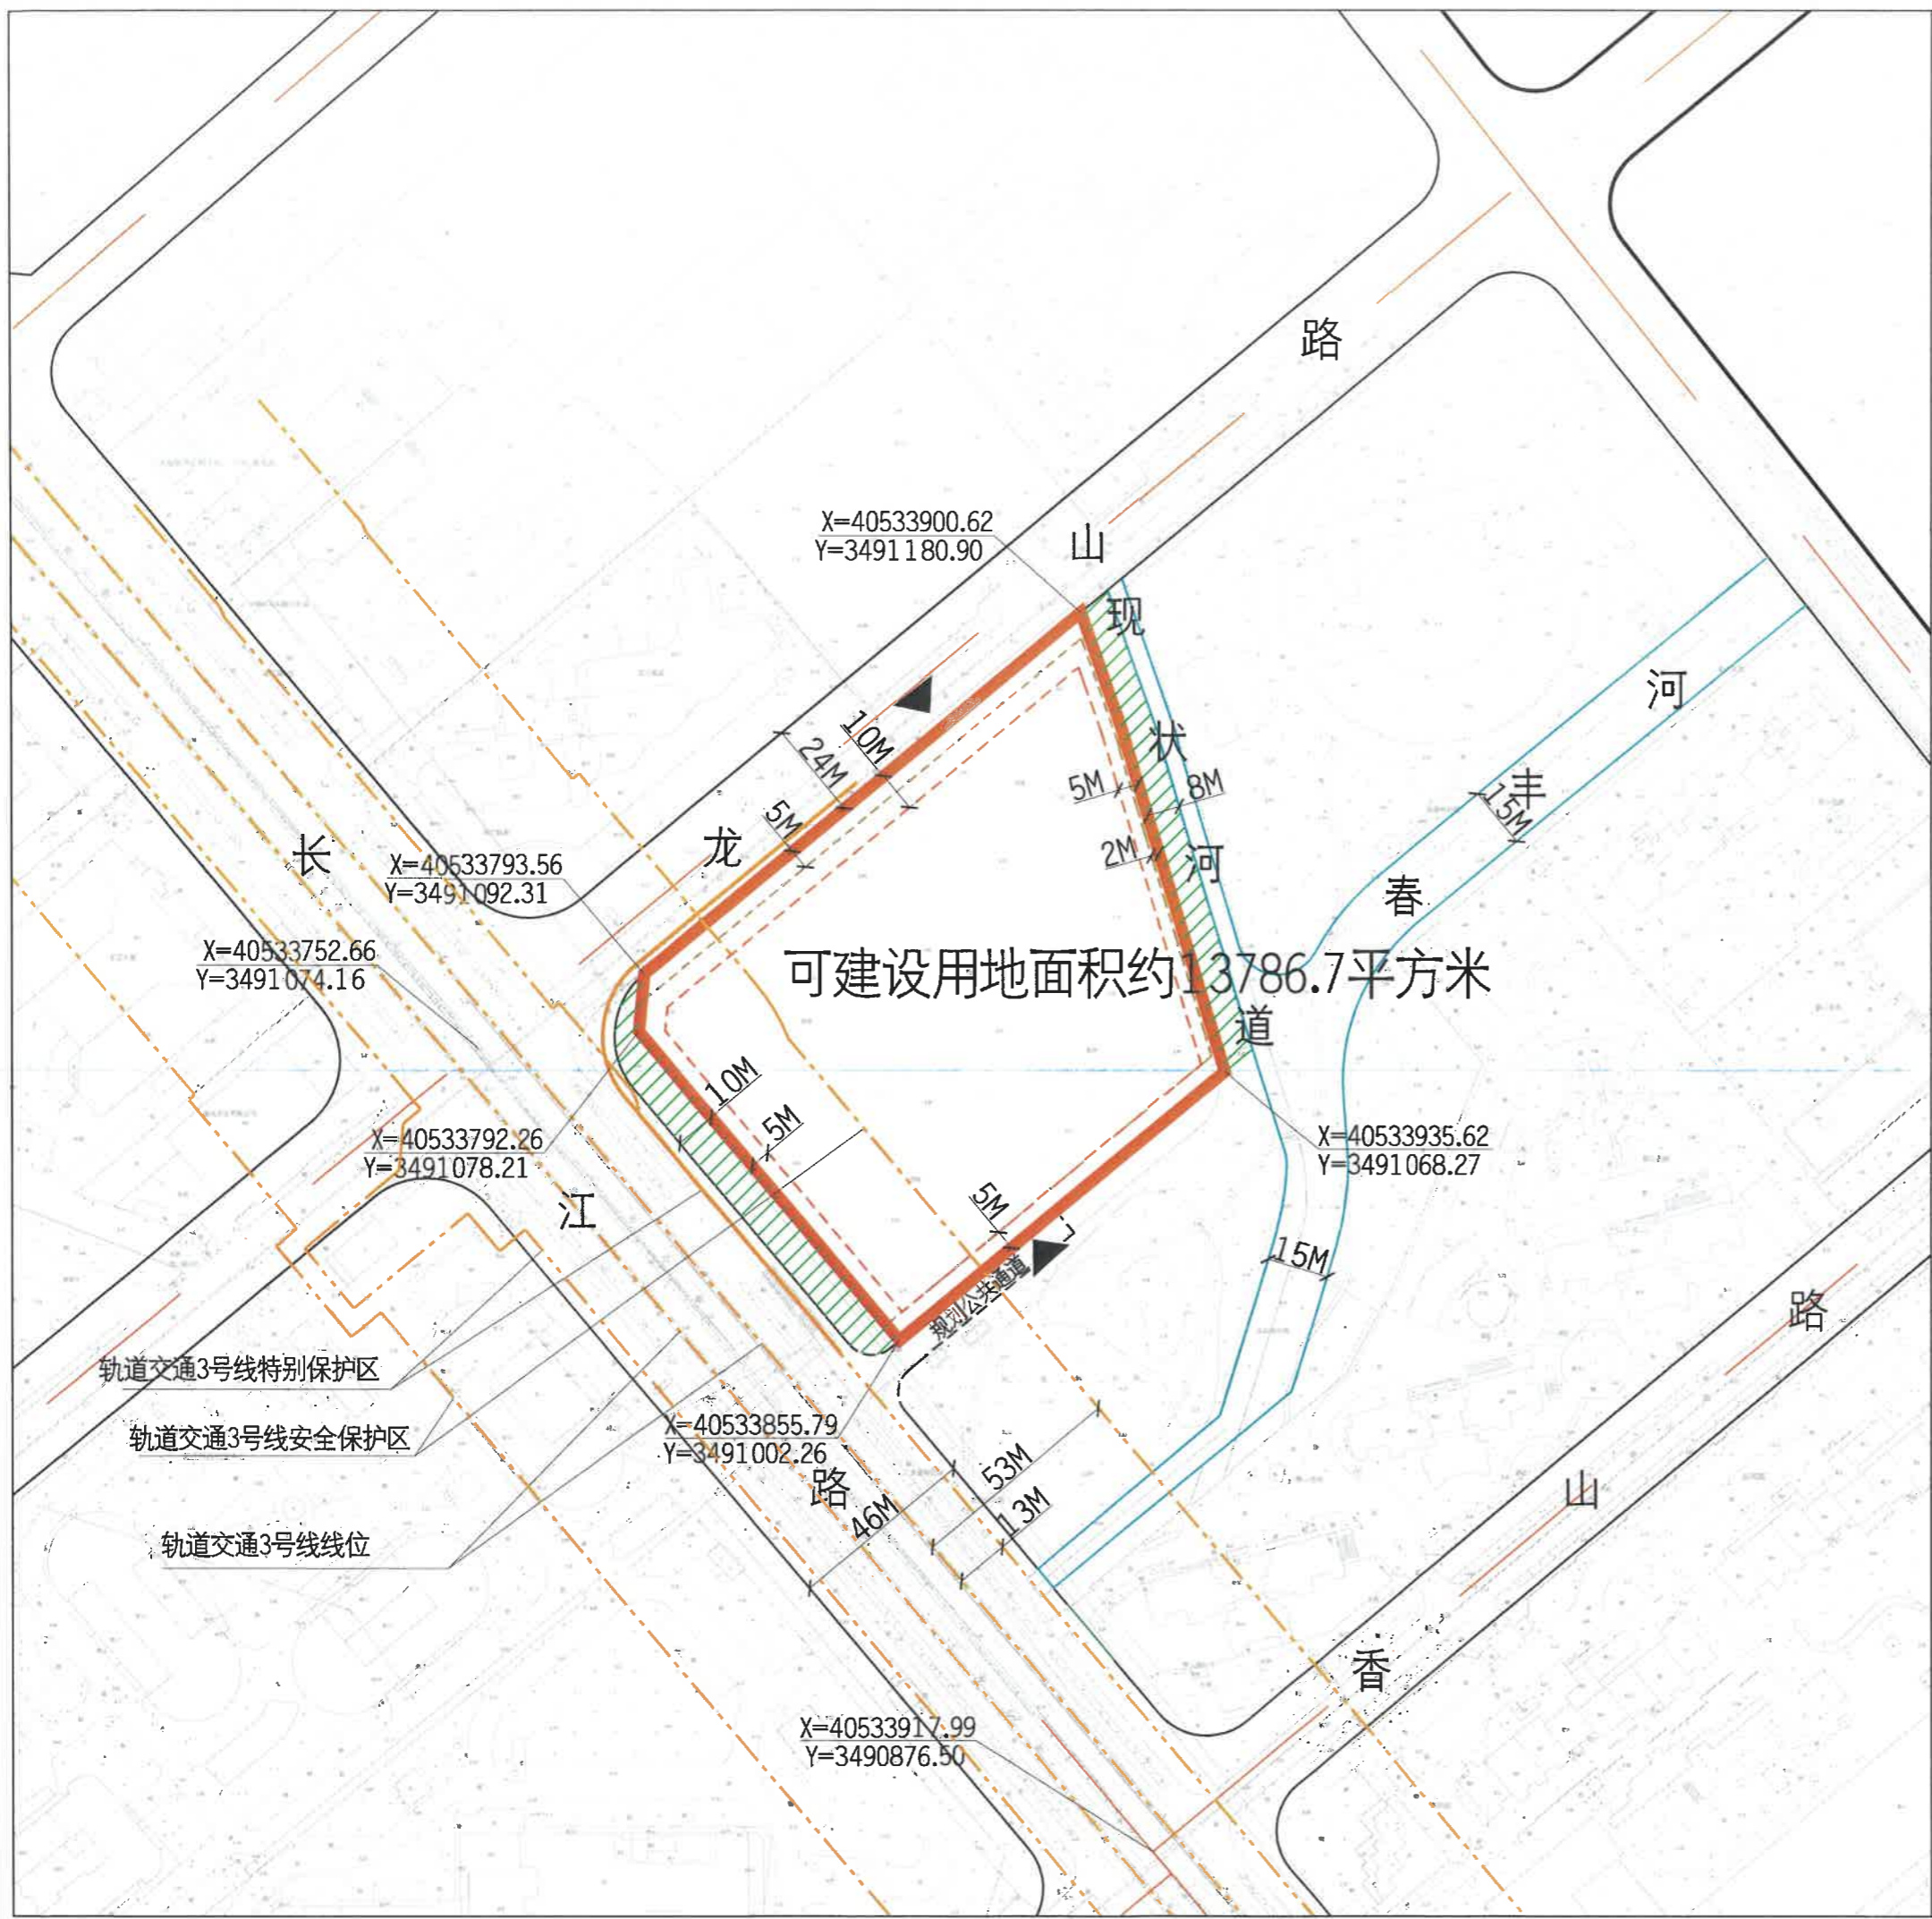 路
X=40533900.62
Y=3491180.90
山
现
河
10M
24M
状
5M
8M
丰
15M
5M
龙
长
X=40533793.56
Y=3491092.31
2M
河
春
X=40533752.66
Y=3491074.16
可建设用地面积约13786.7平方米
道
10M
5M
X=40533792.26
Y=3491078.21
X=40533935.62
Y=3491068.27
江
5M
15M
规划公共通道
路
轨道交通3号线特别保护区
轨道交通3号线安全保护区
X=40533855.79
Y=3491002.26
53M
路
46M
13M
山
轨道交通3号线线位
香
X=40533917.99
Y=3490876.50